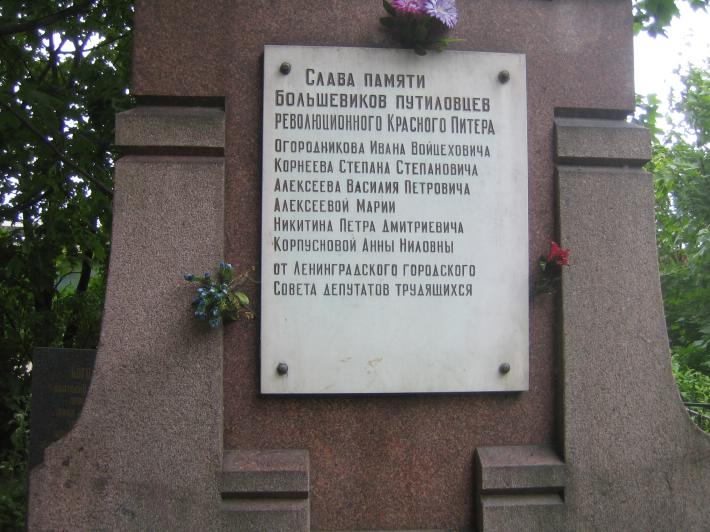 Слава памяти
Большевиков путиловцев
революционного Красного Питера
Огородникова Ивана Войцеховича
Корнеева Степана Степановича
Алексеева Василия Петровича
Алексеевой Марии
Никитина Петра Дмитриевича
Корпусновой Анны Ниловны
от Ленинградского городского
Совета депутатов трудящихся